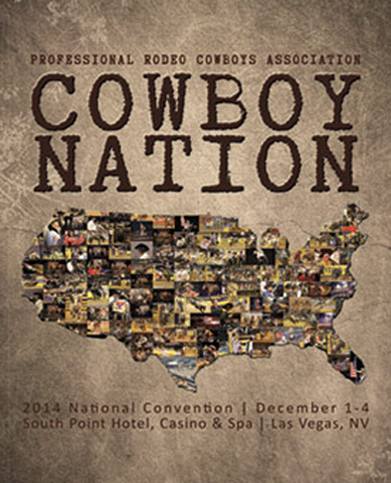 PROFESSIONAL RODEO COWBOYS ASSOCIATION
COWBOY
NATION
2014 National Convention | December 1-4
South Point Hotel, Casino & Spa | Las Vegas, NV